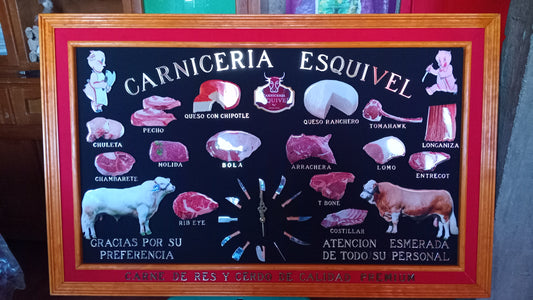 CARNICERIA ESQUIVEL
CARNICERIA
ESQUIVEL
PECHO
QUESO CON CHIPOTLE
QUESO RANCHERO
TOMAHAWK
LONGANIZA
CHULETA
MOLIDA
BOLA
ARRACHERA
LOMO
ENTRECOT
CHAMBARETE
RIB EYE
T BONE
COSTILLAR
GRACIAS POR SU
PREFERENCIA
ATENCION ESMERADA
DE TODO SU PERSONAL
CARNE DE RES Y CERDO DE CALIDAD PREMIUM